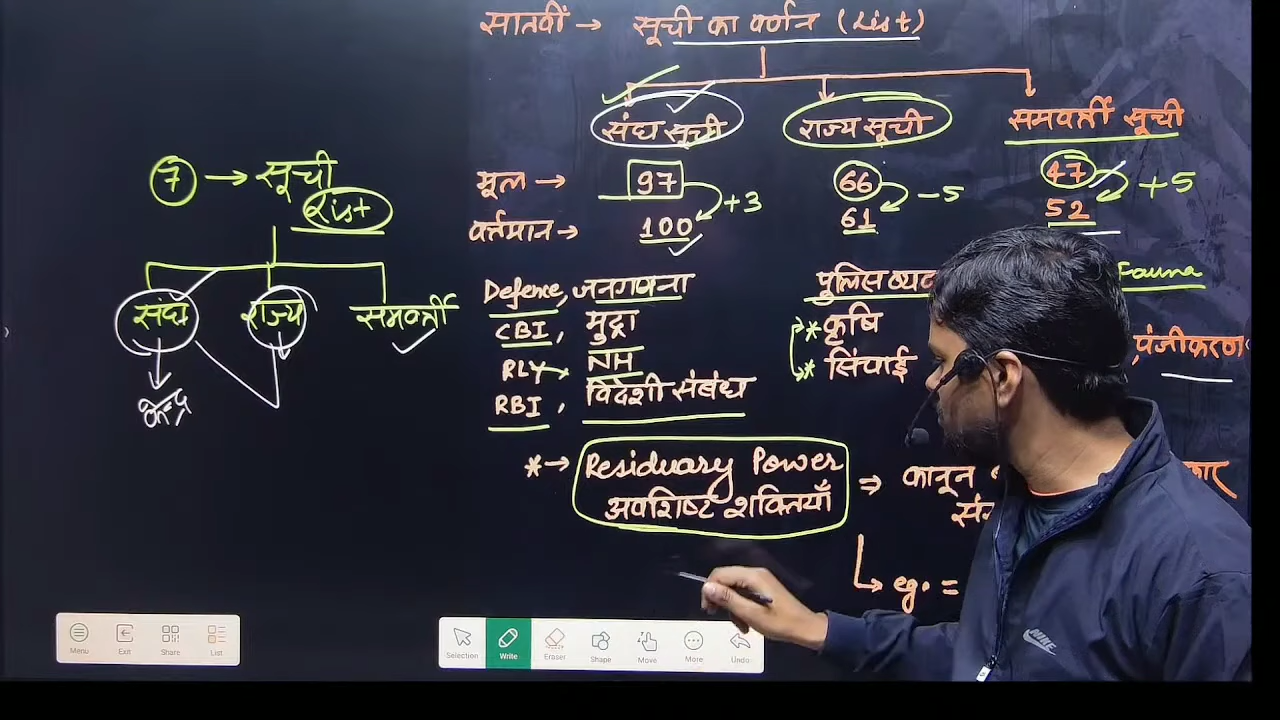 सातवीं → सूची का वर्णन (List)
संघ सूची राज्य सूची समवर्ती सूची
7 → सूची
List
संघ राज्य समवर्ती
केन्द्र
मूल → 97 66 47
+3 -5 +5
वर्तमान → 100 61 52
Defence, जनगणना पुलिस Fauna
CBI, मुद्रा * कृषि
RLY NH * सिंचाई , पंजीकरण
RBI, विदेशी संबंध
* → Residuary Power ⇒ कानून
अपशिष्ट शक्तियाँ
eg. =
Menu Exit Share List
Selection Write Eraser Shape Move More Undo
NIKE